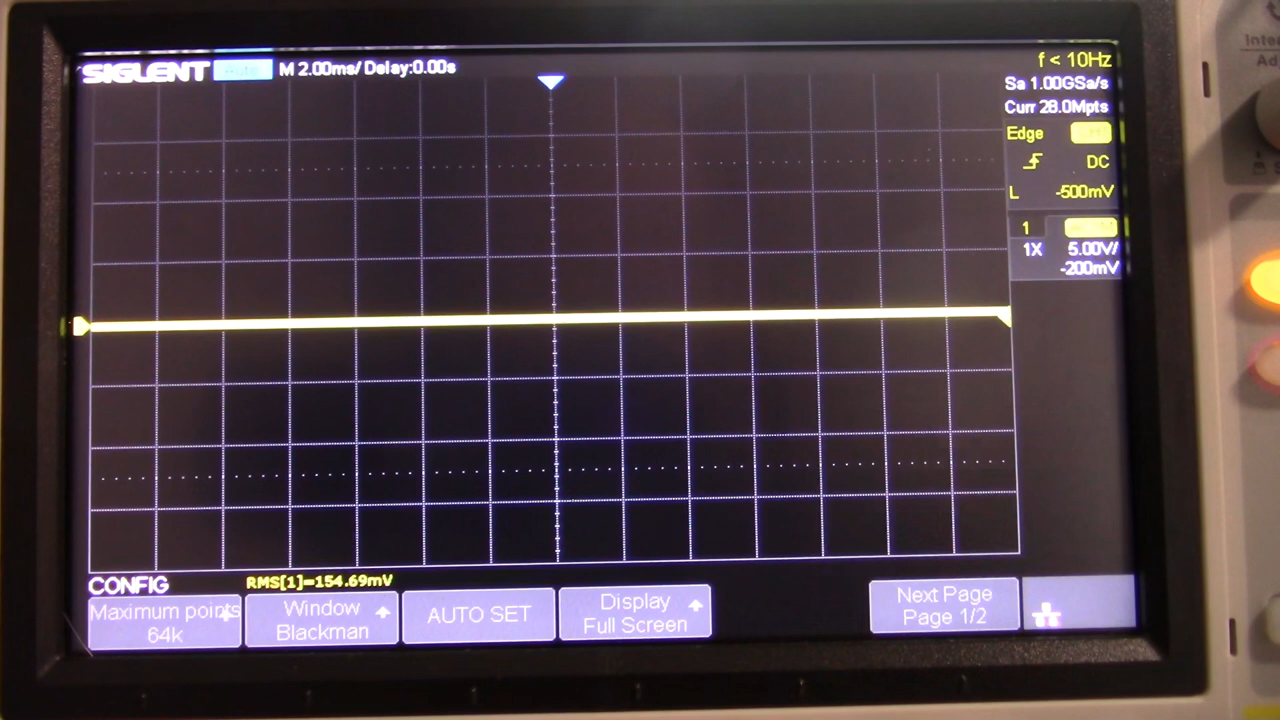 SIGLENT Auto M 2.00ms/ Delay:0.00s
f < 10Hz
Sa 1.00GSa/s
Curr 28.0Mpts
Edge
DC
L -500mV
1
1X 5.00V/
-200mV
CONFIG RMS[1]=154.69mV
Maximum points
64k
Window
Blackman
AUTO SET
Display
Full Screen
Next Page
Page 1/2